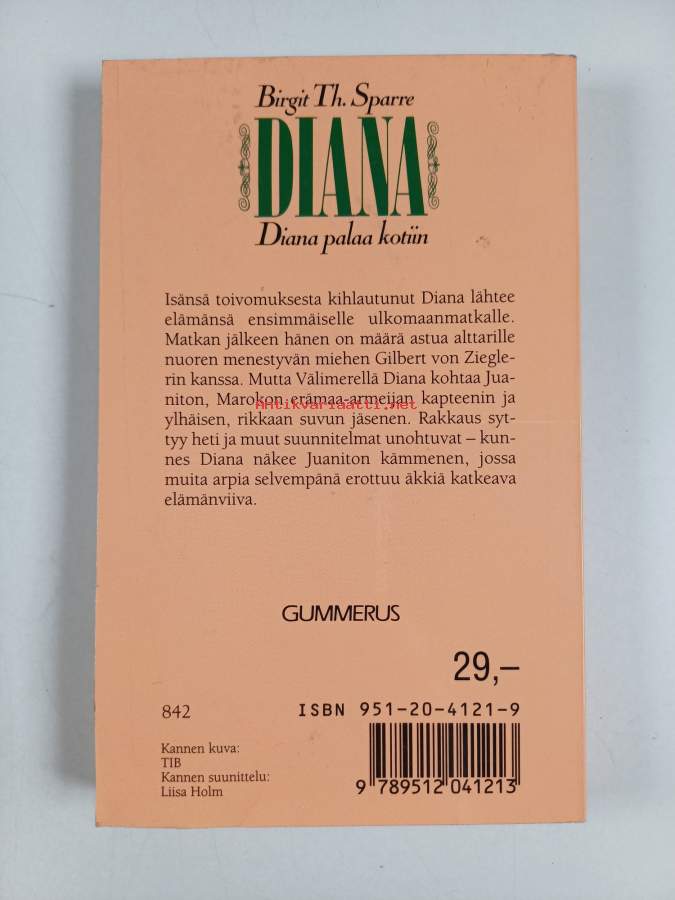 Birgit Th. Sparre
DIANA
Diana palaa kotiin
Isänsä toivomuksesta kihlautunut Diana lähtee
elämänsä ensimmäiselle ulkomaanmatkalle.
Matkan jälkeen hänen on määrä astua alttarille
nuoren menestyvän miehen Gilbert von Ziegle-
rin kanssa. Mutta Välimerellä Diana kohtaa Jua-
niton, Marokon erämaa-armeijan kapteenin ja
Antikvariaatti.net
ylhäisen, rikkaan suvun jäsenen. Rakkaus syt-
tyy heti ja muut suunnitelmat unohtuvat – kun-
nes Diana näkee Juaniton kämmenen, jossa
muita arpia selvempänä erottuu äkkiä katkeava
elämänviiva.
GUMMERUS
29,–
842
ISBN 951-20-4121-9
Kannen kuva:
TIB
Kannen suunittelu:
Liisa Holm
9 789512 041213